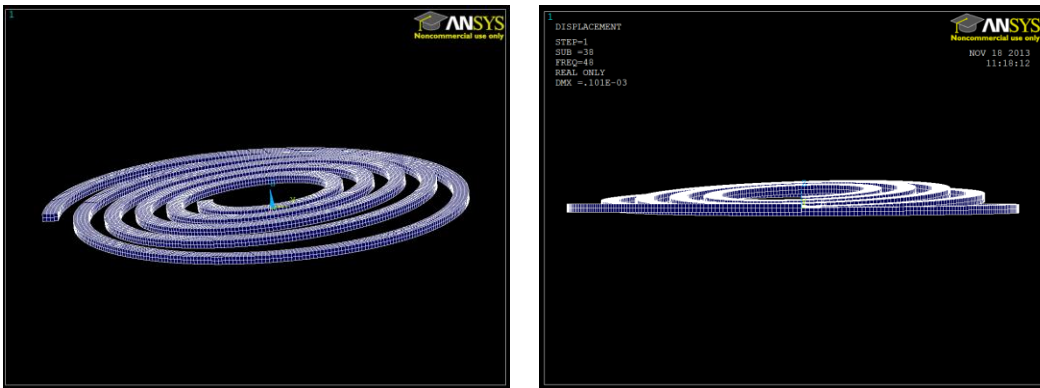 1
ANSYS
Noncommercial use only
1
DISPLACEMENT
STEP=1
SUB =38
FREQ=48
REAL ONLY
DMX =.101E-03
ANSYS
Noncommercial use only
NOV 18 2013
11:18:12